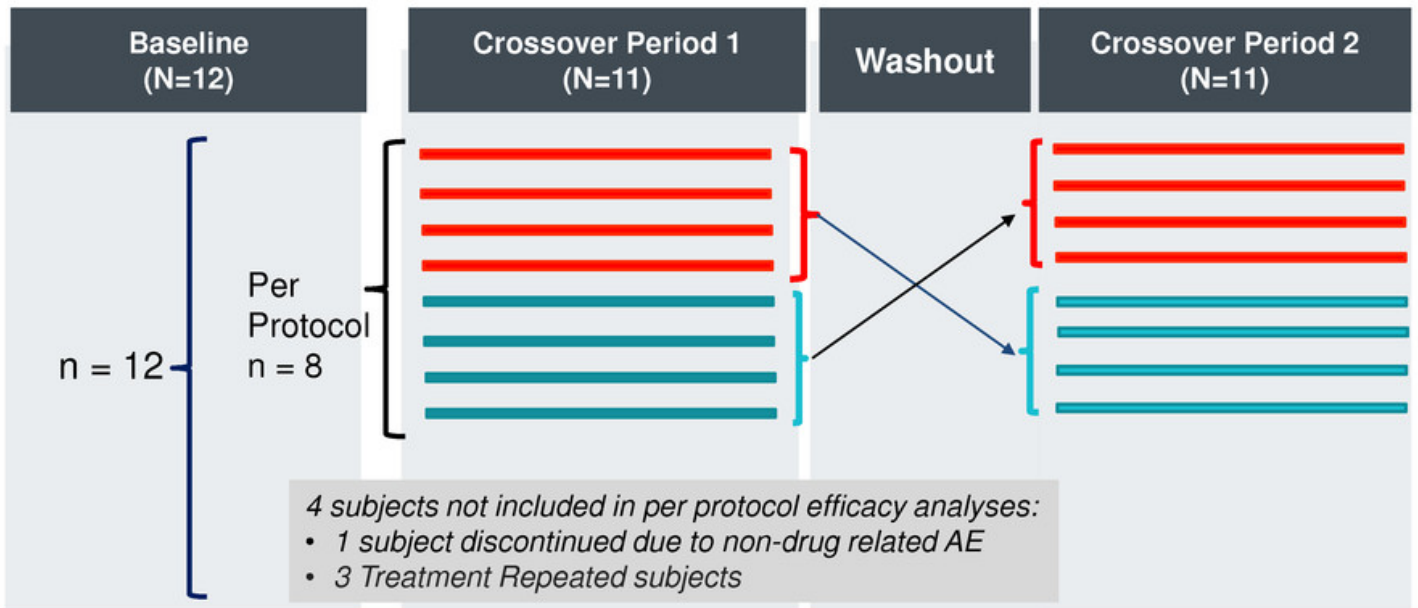 Baseline
(N=12)
Crossover Period 1
(N=11)
Washout
Crossover Period 2
(N=11)
Per
Protocol
n = 8
n = 12
4 subjects not included in per protocol efficacy analyses:
• 1 subject discontinued due to non-drug related AE
• 3 Treatment Repeated subjects